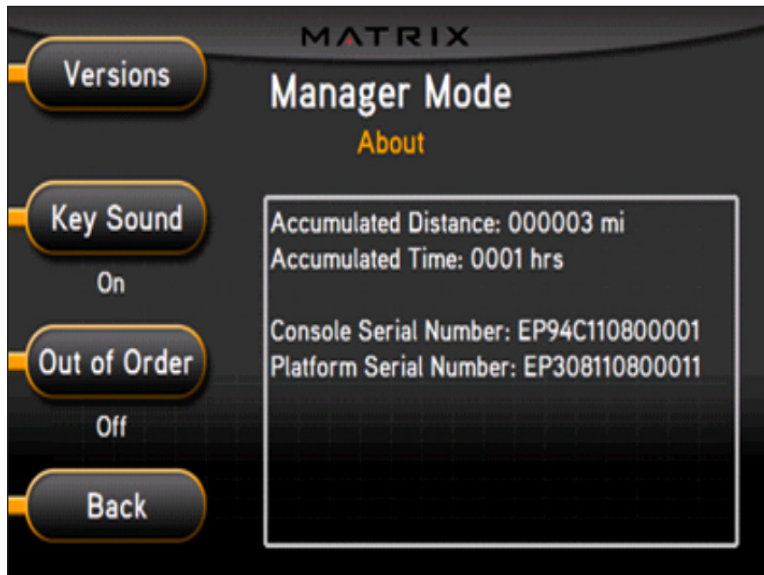 MATRIX
Versions
Manager Mode
About
Key Sound
On
Out of Order
Off
Back
Accumulated Distance: 000003 mi
Accumulated Time: 0001 hrs
Console Serial Number: EP94C110800001
Platform Serial Number: EP308110800011